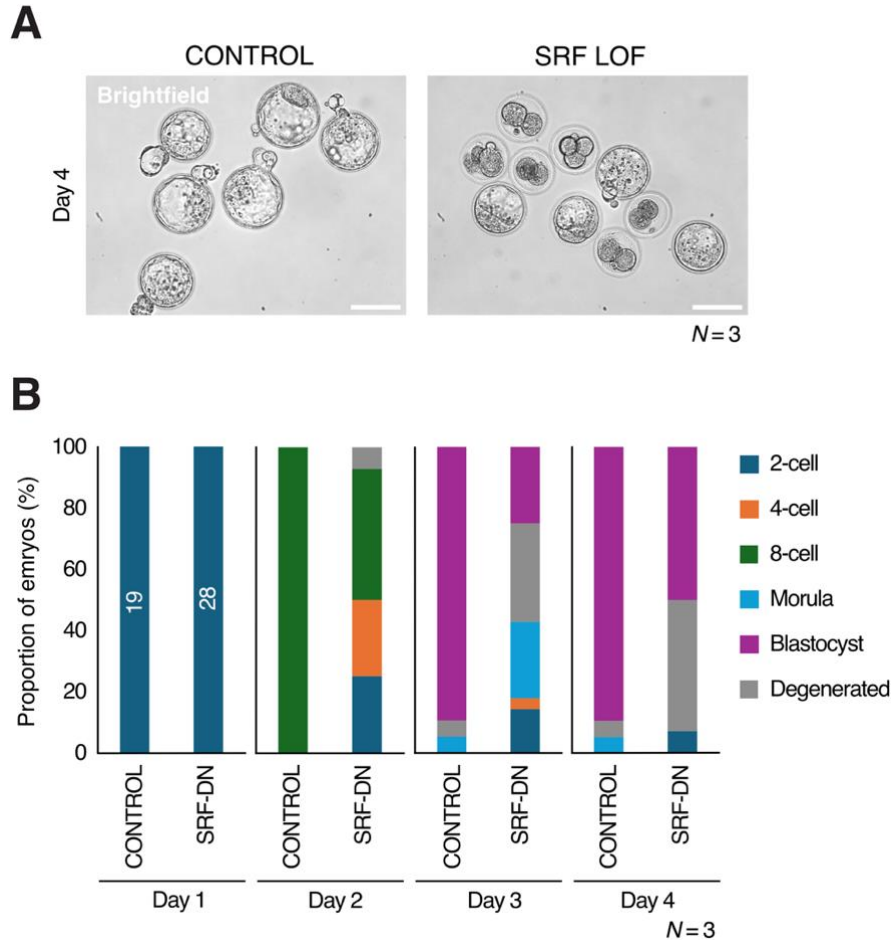 A
CONTROL
SRF LOF
Brightfield
Day 4
N = 3
B
Proportion of emryos (%)
100
80
60
40
20
0
19
28
2-cell
4-cell
8-cell
Morula
Blastocyst
Degenerated
CONTROL
SRF-DN
CONTROL
SRF-DN
CONTROL
SRF-DN
CONTROL
SRF-DN
Day 1
Day 2
Day 3
Day 4
N = 3